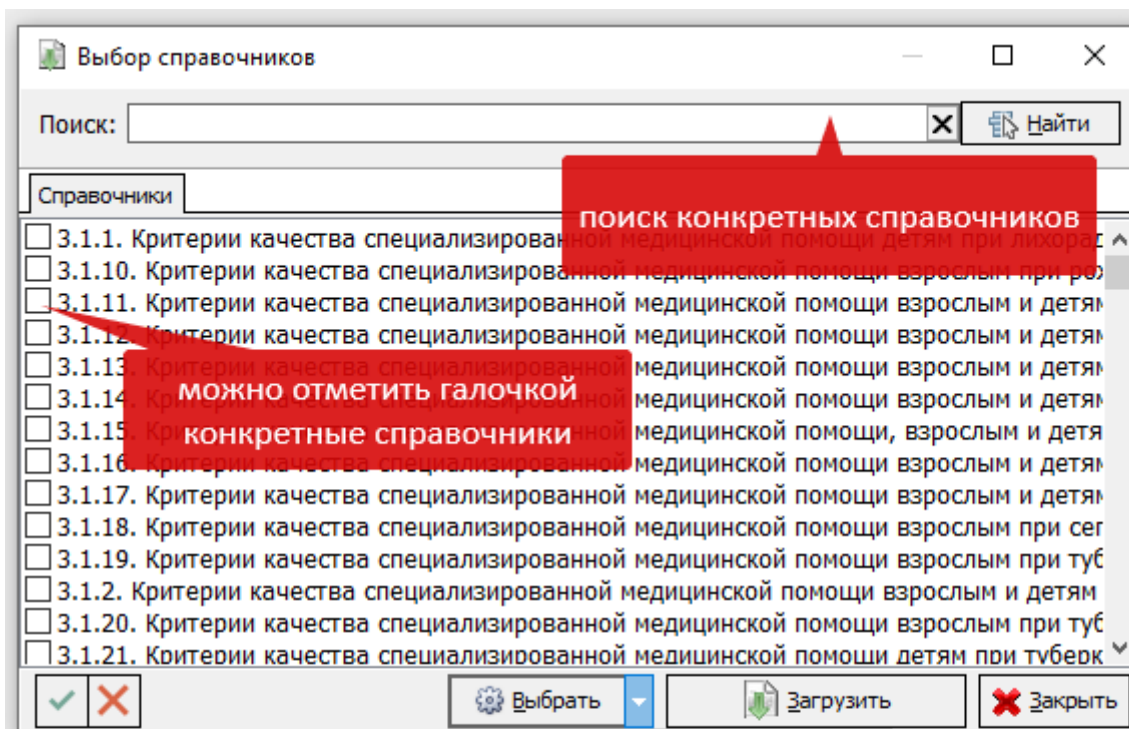 Выбор справочников
Поиск:
Найти
поиск конкретных справочников
Справочники
3.1.1. Критерии качества специализированной медицинской помощи детям при лихорад
3.1.10. Критерии качества специализированной медицинской помощи взрослым при рож
3.1.11. Критерии качества специализированной медицинской помощи взрослым и детям
3.1.12. Критерии качества специализированной медицинской помощи взрослым и детям
3.1.13. Критерии качества специализированной медицинской помощи взрослым и детям
можно отметить галочкой
конкретные справочники
3.1.14. Критерии качества специализированной медицинской помощи взрослым и детям
3.1.15. Критерии качества специализированной медицинской помощи, взрослым и детя
3.1.16. Критерии качества специализированной медицинской помощи взрослым и детям
3.1.17. Критерии качества специализированной медицинской помощи взрослым и детям
3.1.18. Критерии качества специализированной медицинской помощи взрослым при сеп
3.1.19. Критерии качества специализированной медицинской помощи взрослым при туб
3.1.2. Критерии качества специализированной медицинской помощи взрослым и детям
3.1.20. Критерии качества специализированной медицинской помощи взрослым при туб
3.1.21. Критерии качества специализированной медицинской помощи детям при туберк
Выбрать
Загрузить
Закрыть